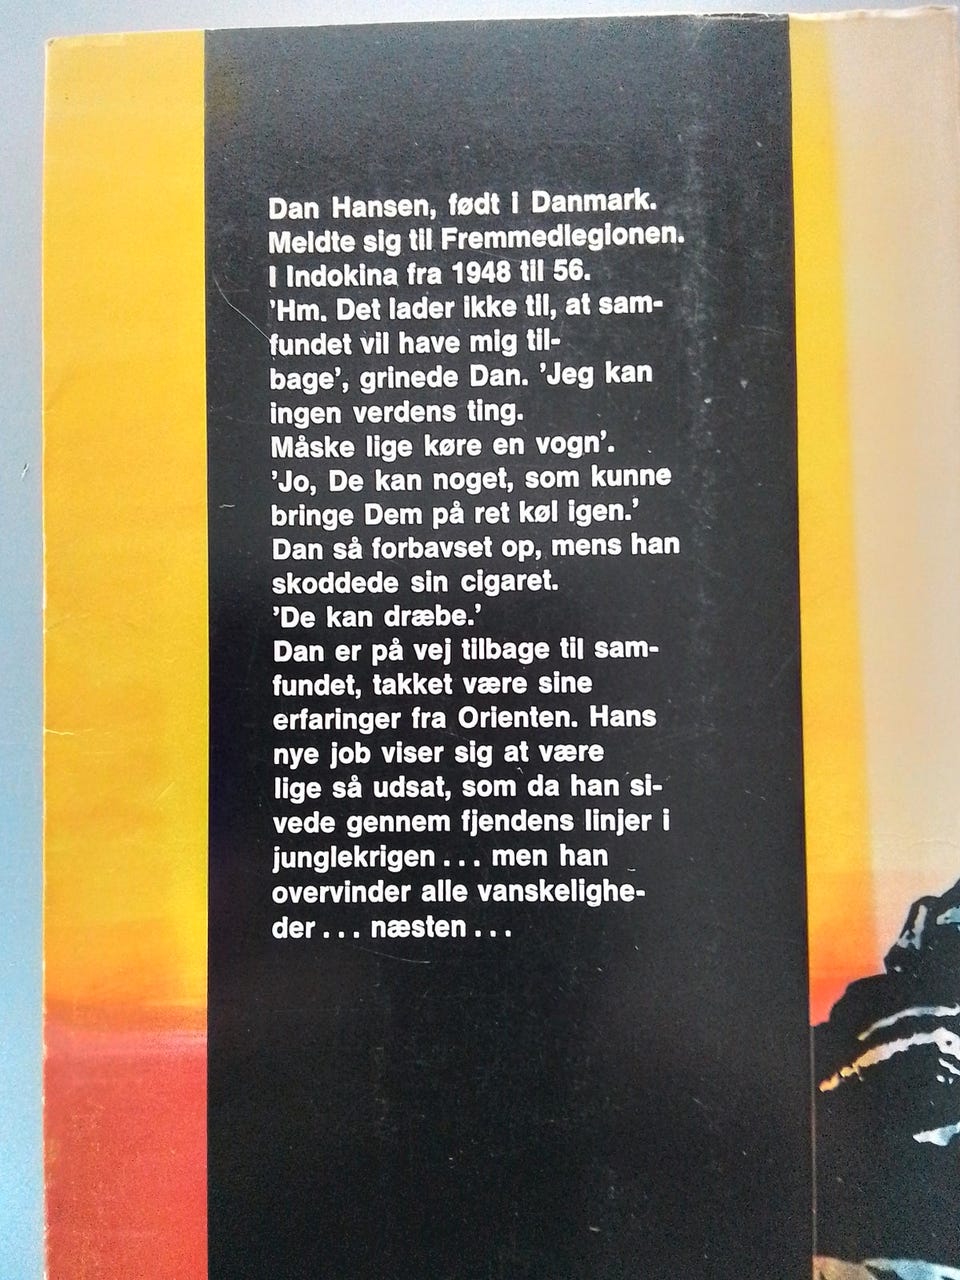 Dan Hansen, født i Danmark.
Meldte sig til Fremmedlegionen.
I Indokina fra 1948 til 56.
'Hm. Det lader ikke til, at sam-
fundet vil have mig til-
bage', grinede Dan. 'Jeg kan
ingen verdens ting.
Måske lige køre en vogn'.
'Jo, De kan noget, som kunne
bringe Dem på ret køl igen.'
Dan så forbavset op, mens han
skoddede sin cigaret.
'De kan dræbe.'
Dan er på vej tilbage til sam-
fundet, takket være sine
erfaringer fra Orienten. Hans
nye job viser sig at være
lige så udsat, som da han si-
vede gennem fjendens linjer i
junglekrigen... men han
overvinder alle vanskelighe-
der... næsten...